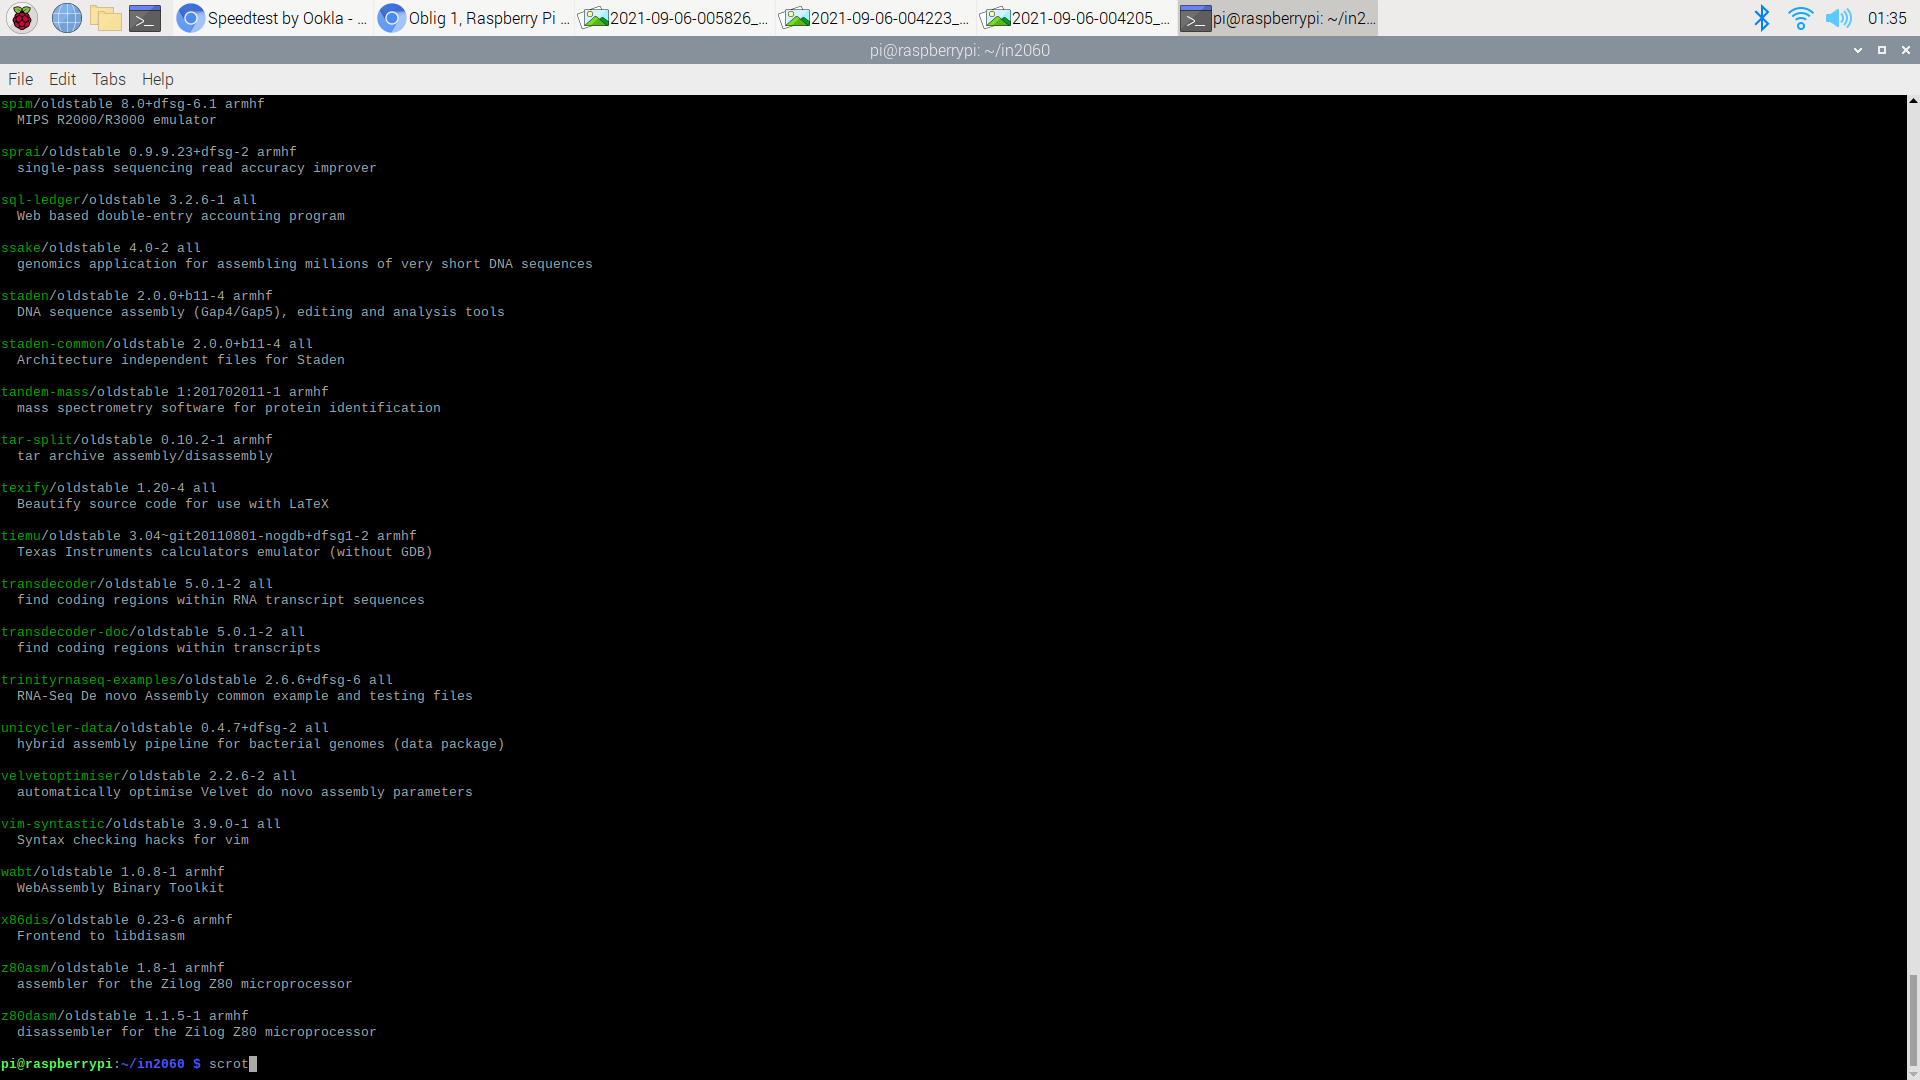 Speedtest by Ookla - ...
Oblig 1, Raspberry Pi ...
2021-09-06-005826_...
2021-09-06-004223_...
2021-09-06-004205_...
pi@raspberrypi: ~/in2...
01:35
pi@raspberrypi: ~/in2060
File Edit Tabs Help
spim/oldstable 8.0+dfsg-6.1 armhf
MIPS R2000/R3000 emulator
sprai/oldstable 0.9.9.23+dfsg-2 armhf
single-pass sequencing read accuracy improver
sql-ledger/oldstable 3.2.6-1 all
Web based double-entry accounting program
ssake/oldstable 4.0-2 all
genomics application for assembling millions of very short DNA sequences
staden/oldstable 2.0.0+b11-4 armhf
DNA sequence assembly (Gap4/Gap5), editing and analysis tools
staden-common/oldstable 2.0.0+b11-4 all
Architecture independent files for Staden
tandem-mass/oldstable 1:201702011-1 armhf
mass spectrometry software for protein identification
tar-split/oldstable 0.10.2-1 armhf
tar archive assembly/disassembly
texify/oldstable 1.20-4 all
Beautify source code for use with LaTeX
tiemu/oldstable 3.04~git20110801-nogdb+dfsg1-2 armhf
Texas Instruments calculators emulator (without GDB)
transdecoder/oldstable 5.0.1-2 all
find coding regions within RNA transcript sequences
transdecoder-doc/oldstable 5.0.1-2 all
find coding regions within transcripts
trinityrnaseq-examples/oldstable 2.6.6+dfsg-6 all
RNA-Seq De novo Assembly common example and testing files
unicycler-data/oldstable 0.4.7+dfsg-2 all
hybrid assembly pipeline for bacterial genomes (data package)
velvetoptimiser/oldstable 2.2.6-2 all
automatically optimise Velvet do novo assembly parameters
vim-syntastic/oldstable 3.9.0-1 all
Syntax checking hacks for vim
wabt/oldstable 1.0.8-1 armhf
WebAssembly Binary Toolkit
x86dis/oldstable 0.23-6 armhf
Frontend to libdisasm
z80asm/oldstable 1.8-1 armhf
assembler for the Zilog Z80 microprocessor
z80dasm/oldstable 1.1.5-1 armhf
disassembler for the Zilog Z80 microprocessor
pi@raspberrypi:~/in2060 $ scrot